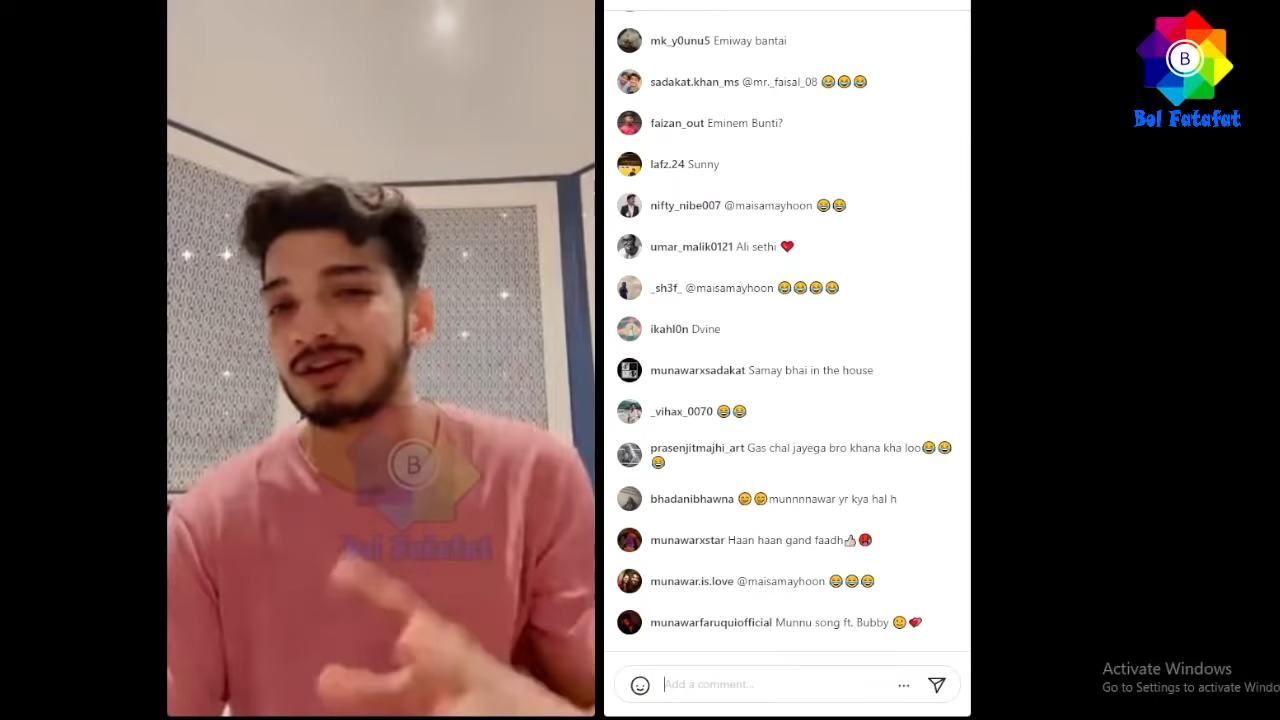 mk_y0unu5 Emiway bantai
sadakat.khan_ms @mr._faisal_08 😂😂😂
faizan_out Eminem Bunti?
lafz.24 Sunny
nifty_nibe007 @maisamayhoon 😂😂
umar_malik0121 Ali sethi ❤️
_sh3f_ @maisamayhoon 😂😂😂😂
ikahl0n Dvine
munawarxsadakat Samay bhai in the house
_vihax_0070 😂😂
prasenjitmajhi_art Gas chal jayega bro khana kha loo😂😂
😂
bhadanibhawna 😊😊munnnnawar yr kya hal h
munawarxstar Haan haan gand faadh👍🏻😡
munawar.is.love @maisamayhoon 😂😂😂
munawarfaruquiofficial Munnu song ft. Bubby 🙂💖
Add a comment...
B
Bol Fatafat
B
Bol Fatafat
Activate Windows
Go to Settings to activate Windo